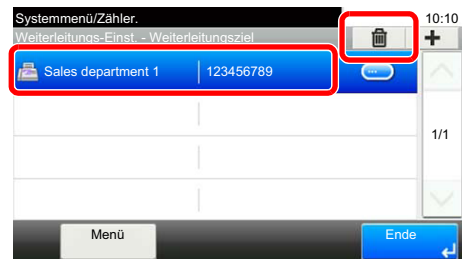 Systemmenü/Zähler. 10:10
Weiterleitungs-Einst. - Weiterleitungsziel
Sales department 1 123456789
1/1
Menü Ende